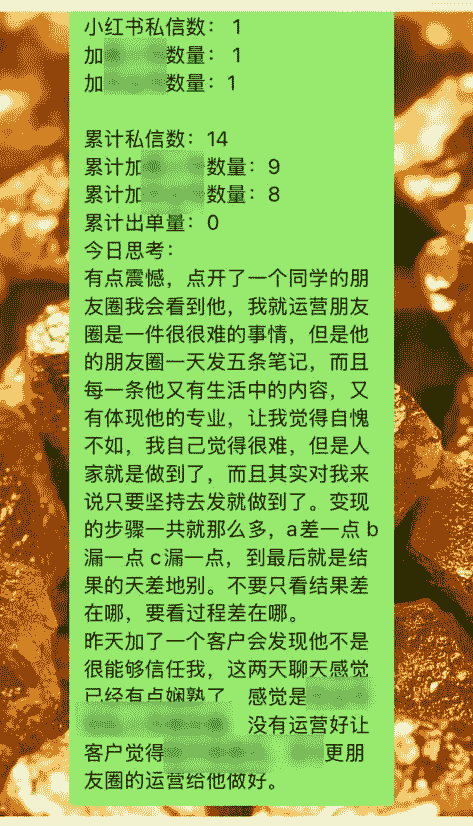 小红书私信数：1
加 数量：1
加 数量：1
累计私信数：14
累计加 数量：9
累计加 数量：8
累计出单量：0
今日思考：
有点震憾，点开了一个同学的朋
友圈我会看到他，我就运营朋友
圈是一件很很难的事情，但是他
的朋友圈一天发五条笔记，而且
每一条他又有生活中的内容，又
有体现他的专业，让我觉得自愧
不如，我自己觉得很难，但是人
家就是做到了，而且其实对我来
说只要坚持去发就做到了。变现
的步骤一共就那么多，a差一点 b
漏一点 c漏一点，到最后就是结
果的天差地别。不要只看结果差
在哪，要看过程差在哪。
昨天加了一个客户会发现他不是
很能够信任我，这两天聊天感觉
已经有点娴熟了 感觉是
没有运营好让
客户觉得 更朋
友圈的运营给他做好。